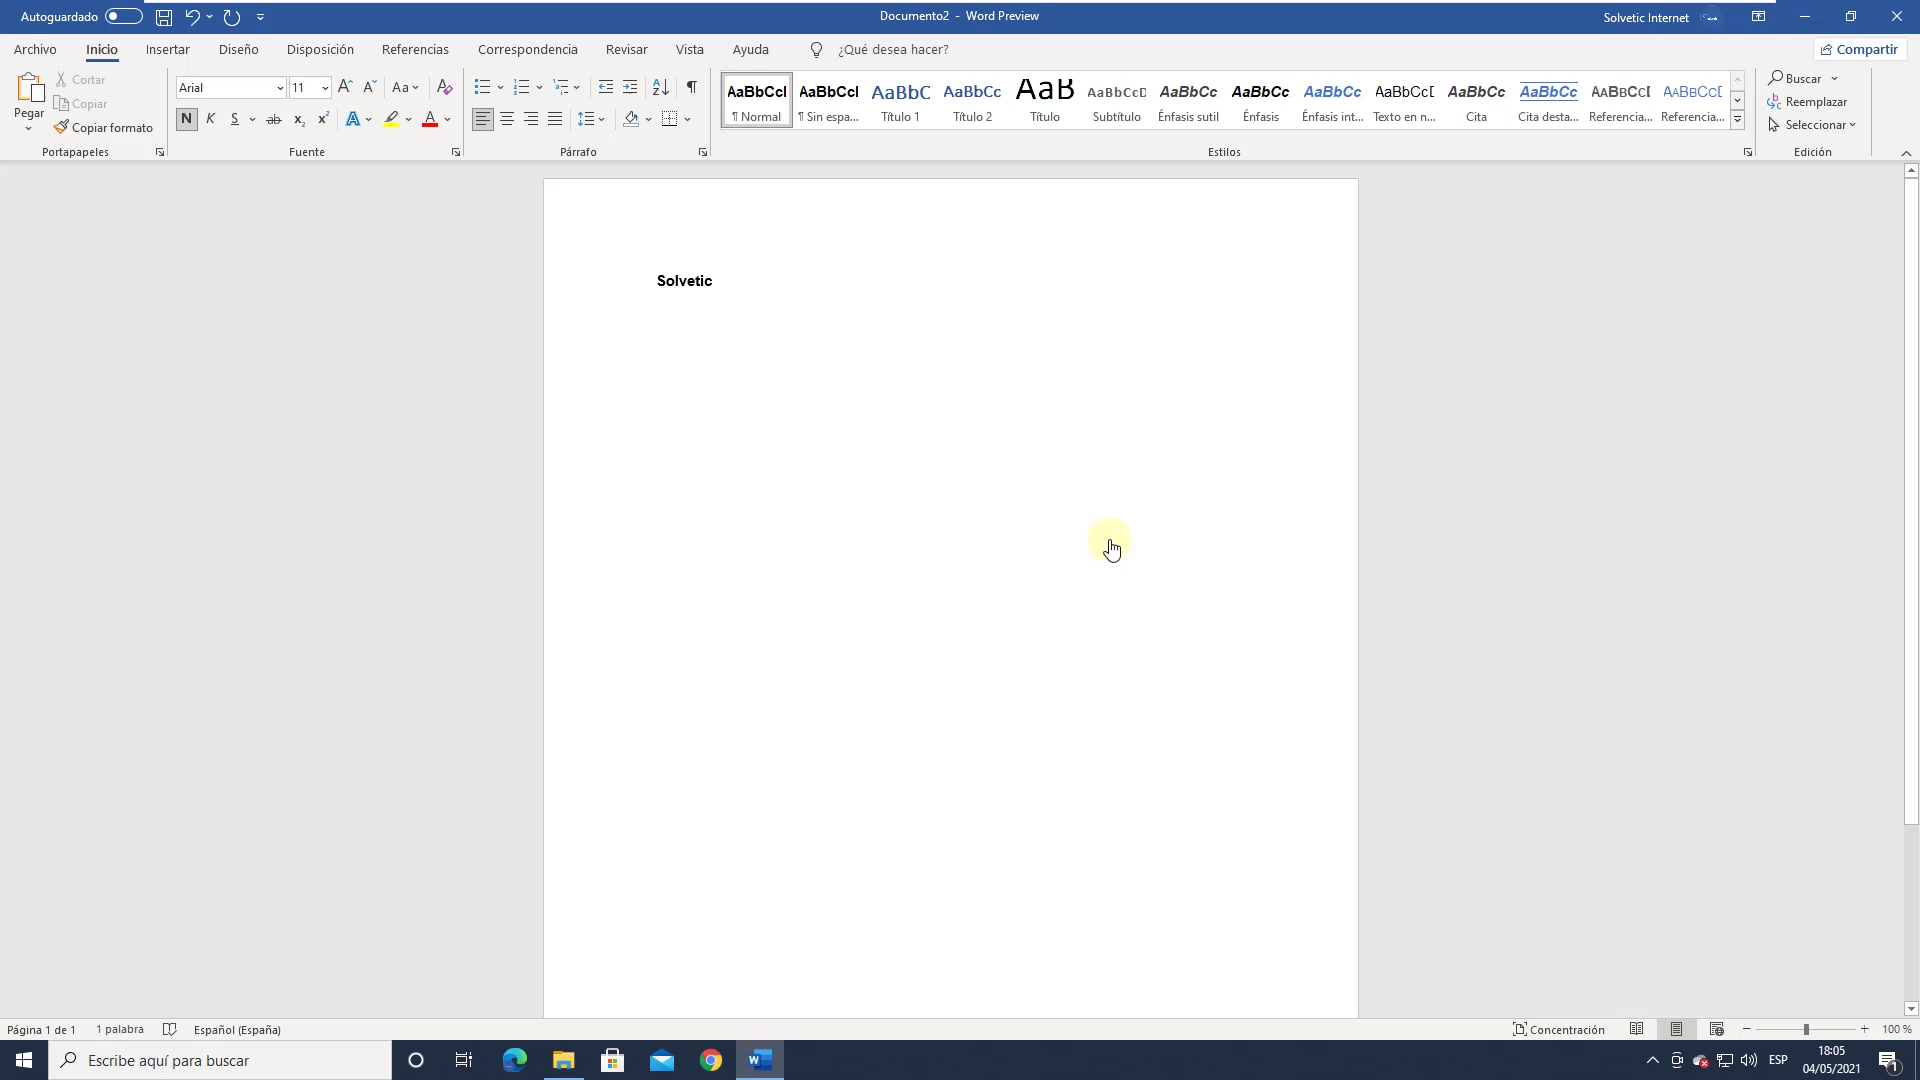 Autoguardado
Documento2 - Word Preview
Solvetic Internet
Archivo Inicio Insertar Diseño Disposición Referencias Correspondencia Revisar Vista Ayuda ¿Qué desea hacer? Compartir
Pegar
Cortar
Copiar
Copiar formato
Portapapeles
Arial 11 A A Aa A
N K S ab x x A A
Fuente
Párrafo
AaBbCcI AaBbCcI AaBbC AaBbCc AaB AaBbCcD AaBbCc AaBbCc AaBbCc AaBbCcI AaBbCc AaBbCc AABBCCI AABBCCI
¶ Normal ¶ Sin espa... Título 1 Título 2 Título Subtítulo Énfasis sutil Énfasis Énfasis int... Texto en n... Cita Cita desta... Referencia... Referencia...
Estilos
Buscar
Reemplazar
Seleccionar
Edición
Solvetic
Página 1 de 1 1 palabra Español (España) Concentración 100 %
Escribe aquí para buscar
W
ESP
18:05
04/05/2021
1